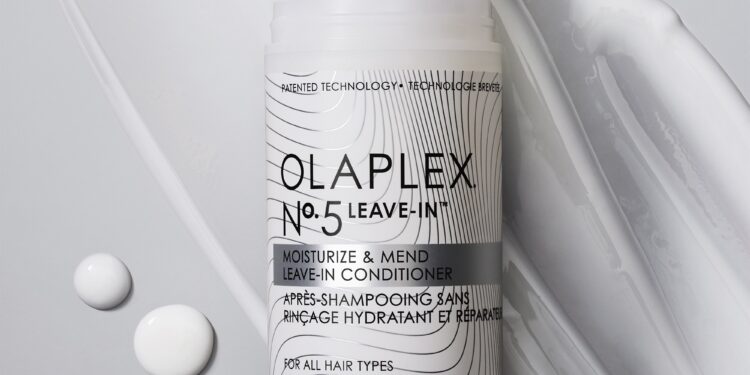 PATENTED TECHNOLOGY • TECHNOLOGIE BREVETÉE
OLAPLEX.
Nº.5 LEAVE-IN™
MOISTURIZE & MEND
LEAVE-IN CONDITIONER
APRÈS-SHAMPOOING SANS
RINÇAGE HYDRATANT ET RÉPARATEUR
FOR ALL HAIR TYPES